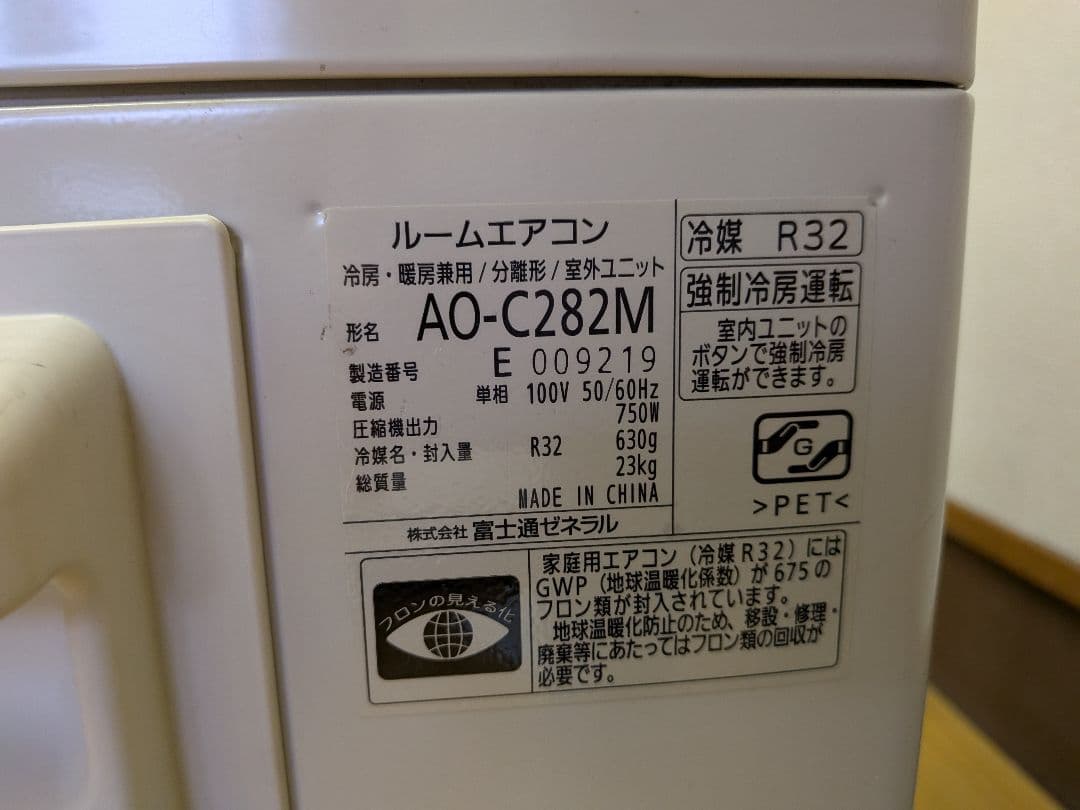 ルームエアコン
冷房・暖房兼用/分離形/室外ユニット
形名 AO-C282M
製造番号 E 009219
電源 単相 100V 50/60Hz
圧縮機出力 750W
冷媒名・封入量 R32 630g
総質量 23kg
MADE IN CHINA
株式会社 富士通ゼネラル
冷媒 R32
強制冷房運転
室内ユニットの
ボタンで強制冷房
運転ができます。
G
>PET<
フロンの見える化
家庭用エアコン(冷媒R32)には
GWP(地球温暖化係数)が675の
フロン類が封入されています。
地球温暖化防止のため、移設・修理・
廃棄等にあたってはフロン類の回収が
必要です。